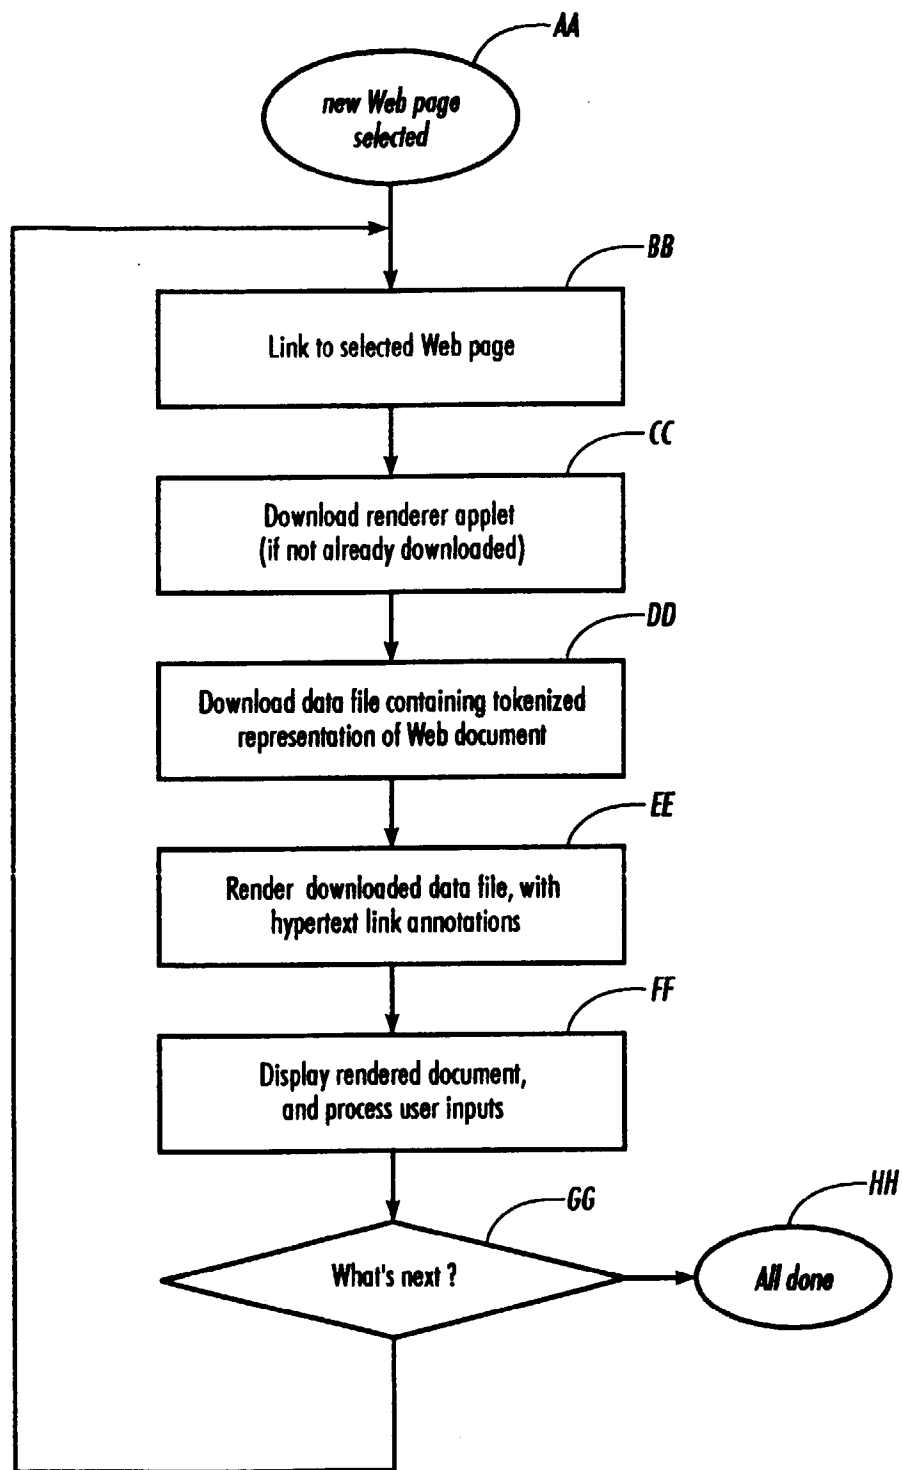 AA
new Web page
selected
BB
Link to selected Web page
CC
Download renderer applet
(if not already downloaded)
DD
Download data file containing tokenized
representation of Web document
EE
Render downloaded data file, with
hypertext link annotations
FF
Display rendered document,
and process user inputs
GG
What's next ?
HH
All done